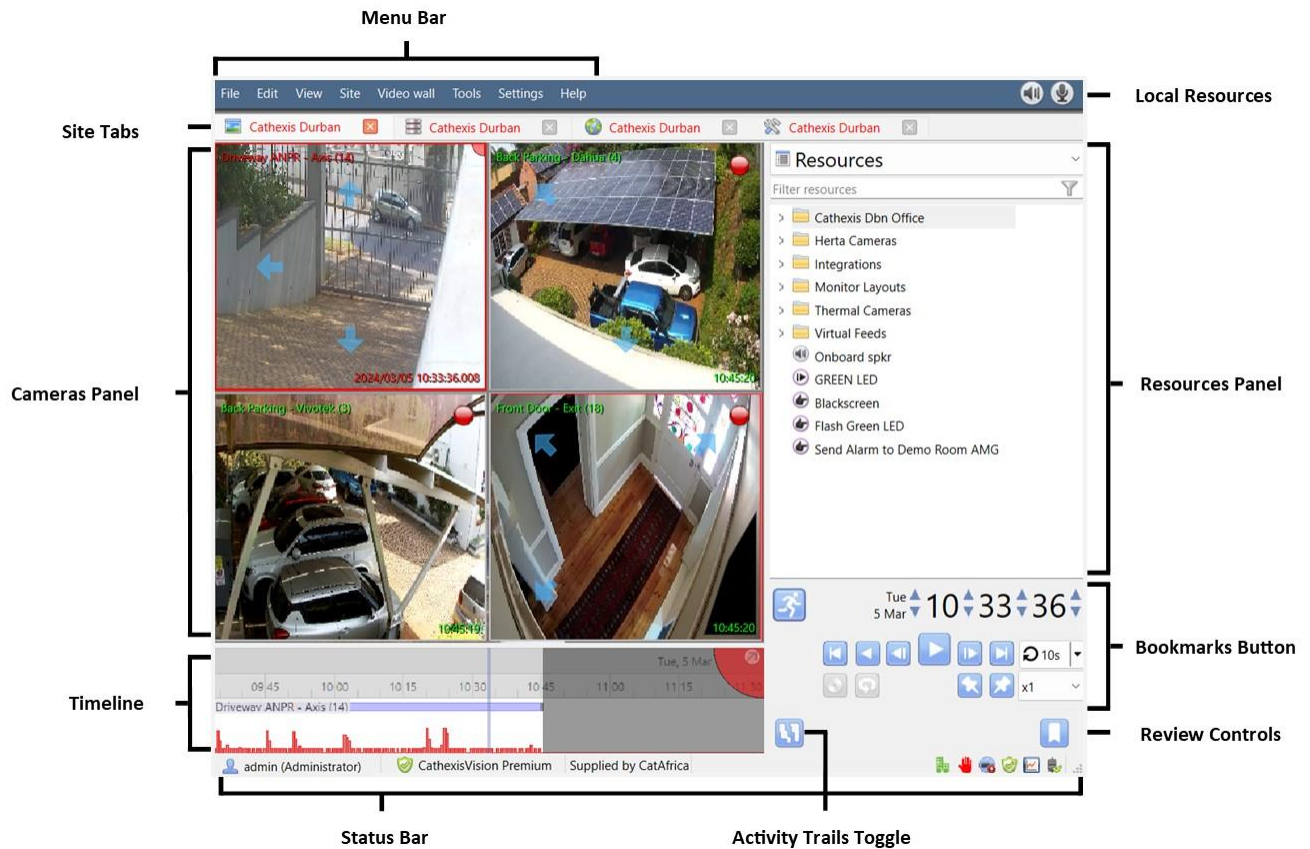 Menu Bar
File Edit View Site Video wall Tools Settings Help
Local Resources
Site Tabs
Cathexis Durban Cathexis Durban Cathexis Durban Cathexis Durban
Driveway ANPR - Axis (14)
Back Parking - Dahua (4)
Resources
Filter resources
Cathexis Dbn Office
Herta Cameras
Integrations
Monitor Layouts
Thermal Cameras
Virtual Feeds
Onboard spkr
GREEN LED
Blackscreen
Flash Green LED
Send Alarm to Demo Room AMG
2024/03/05 10:33:36.008
10:45:20
Cameras Panel
Resources Panel
Back Parking - Vivotek (3)
Front Door - Exit (18)
10:45:19
10:45:20
Tue
5 Mar
10 33 36
Bookmarks Button
10s
x1
Timeline
Tue, 5 Mar
09:45 10:00 10:15 10:30 10:45 11:00 11:15 11:30
Driveway ANPR - Axis (14)
Review Controls
admin (Administrator) CathexisVision Premium Supplied by CatAfrica
Status Bar
Activity Trails Toggle